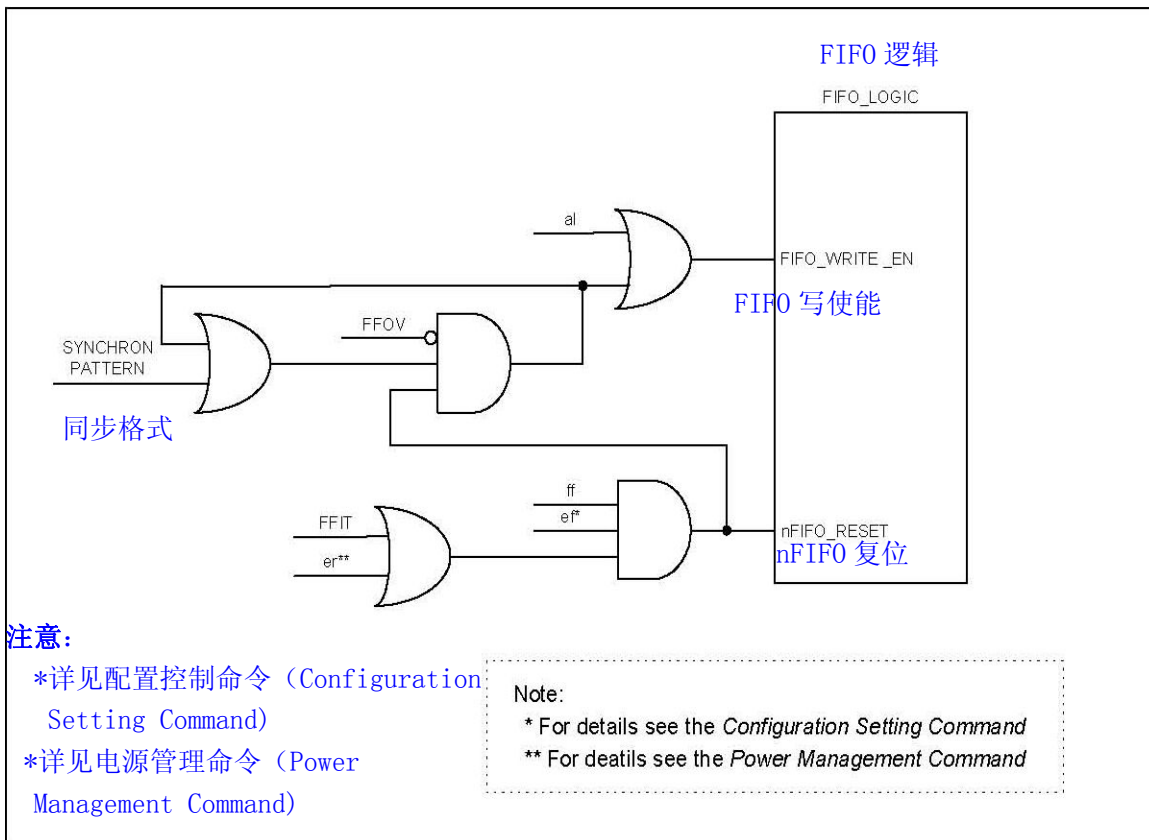 FIFO 逻辑
FIFO_LOGIC
al
FIFO_WRITE _EN
FIFO 写使能
FFOV
SYNCHRON
PATTERN
同步格式
ff
ef*
FFIT
er**
nFIFO_RESET
nFIFO 复位
注意:
*详见配置控制命令（Configuration
Setting Command)
*详见电源管理命令（Power
Management Command)
Note:
* For details see the Configuration Setting Command
** For deatils see the Power Management Command